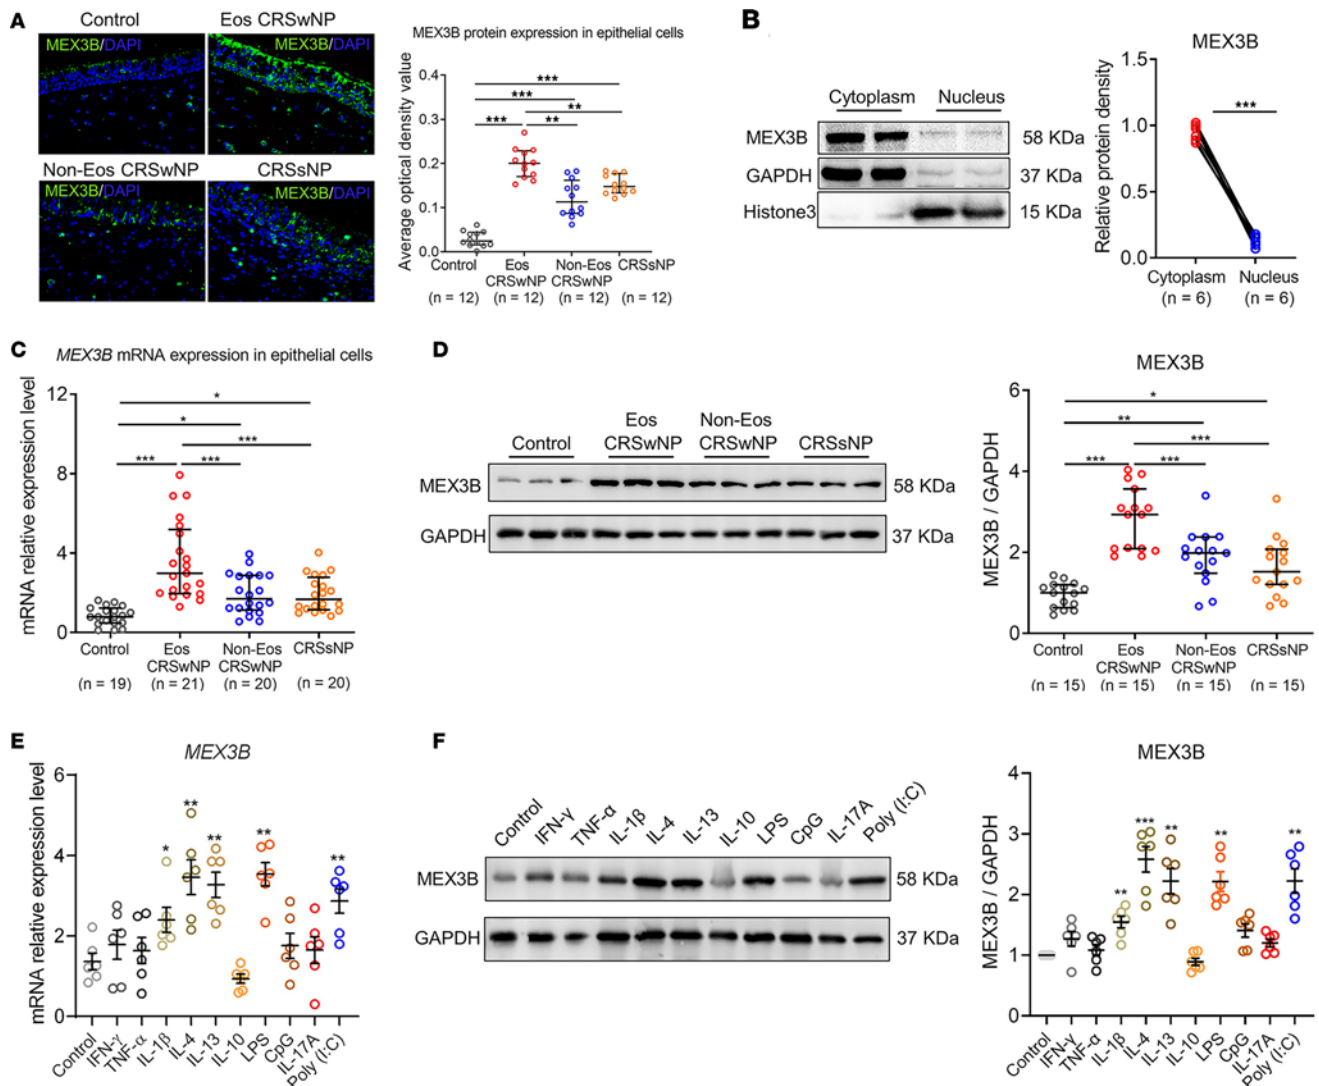 A
Control
Eos CRSwNP
MEX3B/DAPI
MEX3B/DAPI
Non-Eos CRSwNP
CRSsNP
MEX3B/DAPI
MEX3B/DAPI
MEX3B protein expression in epithelial cells
Average optical density value
0.4
0.3
0.2
0.1
0.0
***
***
**
***
**
Control
Eos
CRSwNP
Non-Eos
CRSwNP
CRSsNP
(n = 12)
(n = 12)
(n = 12)
(n = 12)
B
Cytoplasm
Nucleus
MEX3B
58 KDa
GAPDH
37 KDa
Histone3
15 KDa
MEX3B
Relative protein density
1.5
1.0
0.5
0.0
***
Cytoplasm
Nucleus
(n = 6)
(n = 6)
C
MEX3B mRNA expression in epithelial cells
mRNA relative expression level
12
8
4
0
*
*
***
***
***
Control
Eos
CRSwNP
Non-Eos
CRSwNP
CRSsNP
(n = 19)
(n = 21)
(n = 20)
(n = 20)
D
Control
Eos
CRSwNP
Non-Eos
CRSwNP
CRSsNP
MEX3B
58 KDa
GAPDH
37 KDa
MEX3B
MEX3B / GAPDH
6
4
2
0
*
**
***
***
***
Control
Eos
CRSwNP
Non-Eos
CRSwNP
CRSsNP
(n = 15)
(n = 15)
(n = 15)
(n = 15)
E
MEX3B
mRNA relative expression level
6
4
2
0
*
**
**
**
**
Control
IFN-γ
TNF-α
IL-1β
IL-4
IL-13
IL-10
LPS
CpG
IL-17A
Poly (I:C)
F
Control
IFN-γ
TNF-α
IL-1β
IL-4
IL-13
IL-10
LPS
CpG
IL-17A
Poly (I:C)
MEX3B
58 KDa
GAPDH
37 KDa
MEX3B
MEX3B / GAPDH
4
3
2
1
0
**
***
**
**
**
Control
IFN-γ
TNF-α
IL-1β
IL-4
IL-13
IL-10
LPS
CpG
IL-17A
Poly (I:C)